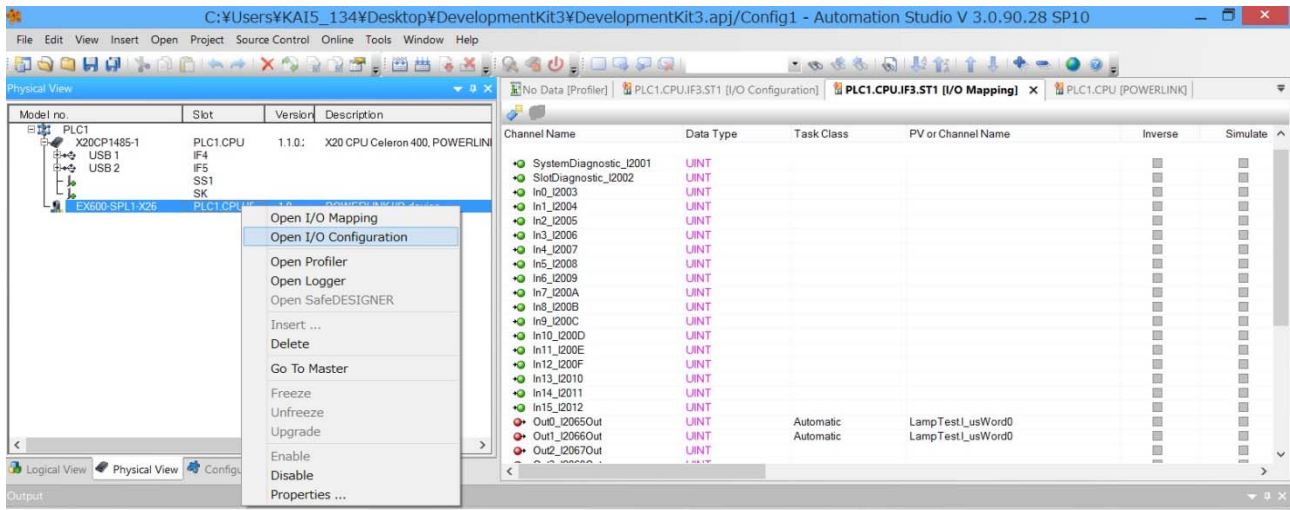 C:¥Users¥KAI5_134¥Desktop¥DevelopmentKit3¥DevelopmentKit3.apj/Config1 - Automation Studio V 3.0.90.28 SP10
File Edit View Insert Open Project Source Control Online Tools Window Help
Physical View
Model no. Slot Version Description
PLC1
X20CP1485-1 PLC1.CPU 1.1.0.: X20 CPU Celeron 400, POWERLIN
USB 1 IF4
USB 2 IF5
SS1
SK
EX600-SPL1-X26 PLC1.CPU
Open I/O Mapping
Open I/O Configuration
Open Profiler
Open Logger
Open SafeDESIGNER
Insert ...
Delete
Go To Master
Freeze
Unfreeze
Upgrade
Enable
Disable
Properties ...
Logical View Physical View Configu
Output
No Data [Profiler] PLC1.CPU.IF3.ST1 [I/O Configuration] PLC1.CPU.IF3.ST1 [I/O Mapping] X PLC1.CPU [POWERLINK]
Channel Name Data Type Task Class PV or Channel Name Inverse Simulate
SystemDiagnostic_I2001 UINT
SlotDiagnostic_I2002 UINT
In0_I2003 UINT
In1_I2004 UINT
In2_I2005 UINT
In3_I2006 UINT
In4_I2007 UINT
In5_I2008 UINT
In6_I2009 UINT
In7_I200A UINT
In8_I200B UINT
In9_I200C UINT
In10_I200D UINT
In11_I200E UINT
In12_I200F UINT
In13_I2010 UINT
In14_I2011 UINT
In15_I2012 UINT
Out0_I2065Out UINT Automatic LampTest.I_usWord0
Out1_I2066Out UINT Automatic LampTest.I_usWord0
Out2_I2067Out UINT